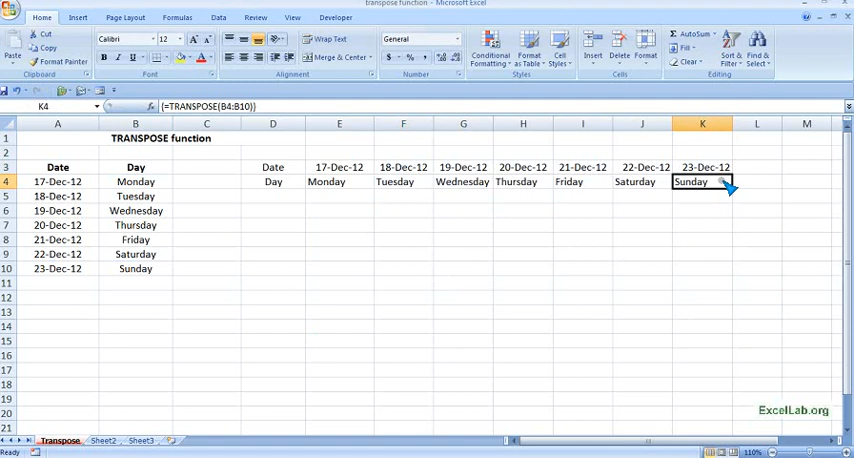 transpose function - Microsoft Excel
Home Insert Page Layout Formulas Data Review View Developer
Cut
Copy
Format Painter
Paste
Clipboard
Calibri 12
B I U
Font
Wrap Text
Merge & Center
Alignment
General
$ % ,
Number
Conditional Formatting
Format as Table
Cell Styles
Styles
Insert Delete Format
Cells
Σ AutoSum
Fill
Clear
Sort & Filter
Find & Select
Editing
K4 fx {=TRANSPOSE(B4:B10)}
A B C D E F G H I J K L M
1 TRANSPOSE function
2
3 Date Day Date 17-Dec-12 18-Dec-12 19-Dec-12 20-Dec-12 21-Dec-12 22-Dec-12 23-Dec-12
4 17-Dec-12 Monday Day Monday Tuesday Wednesday Thursday Friday Saturday Sunday
5 18-Dec-12 Tuesday
6 19-Dec-12 Wednesday
7 20-Dec-12 Thursday
8 21-Dec-12 Friday
9 22-Dec-12 Saturday
10 23-Dec-12 Sunday
11
12
13
14
15
16
17
18
19
20
21
ExcelLab.org
Transpose Sheet2 Sheet3
Ready 110%